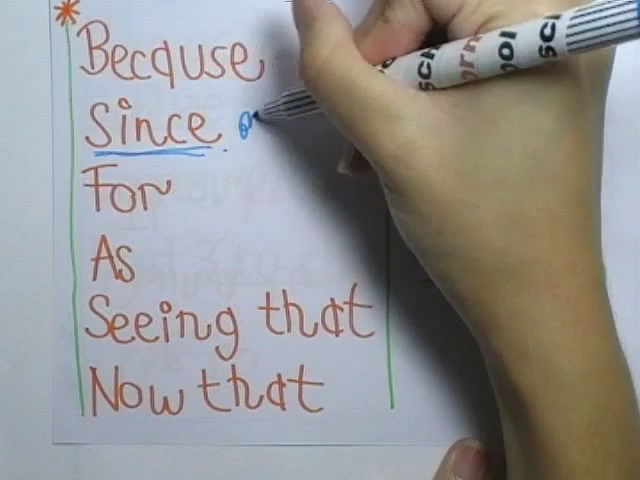 Because
Since
For
As
Seeing that
Now that